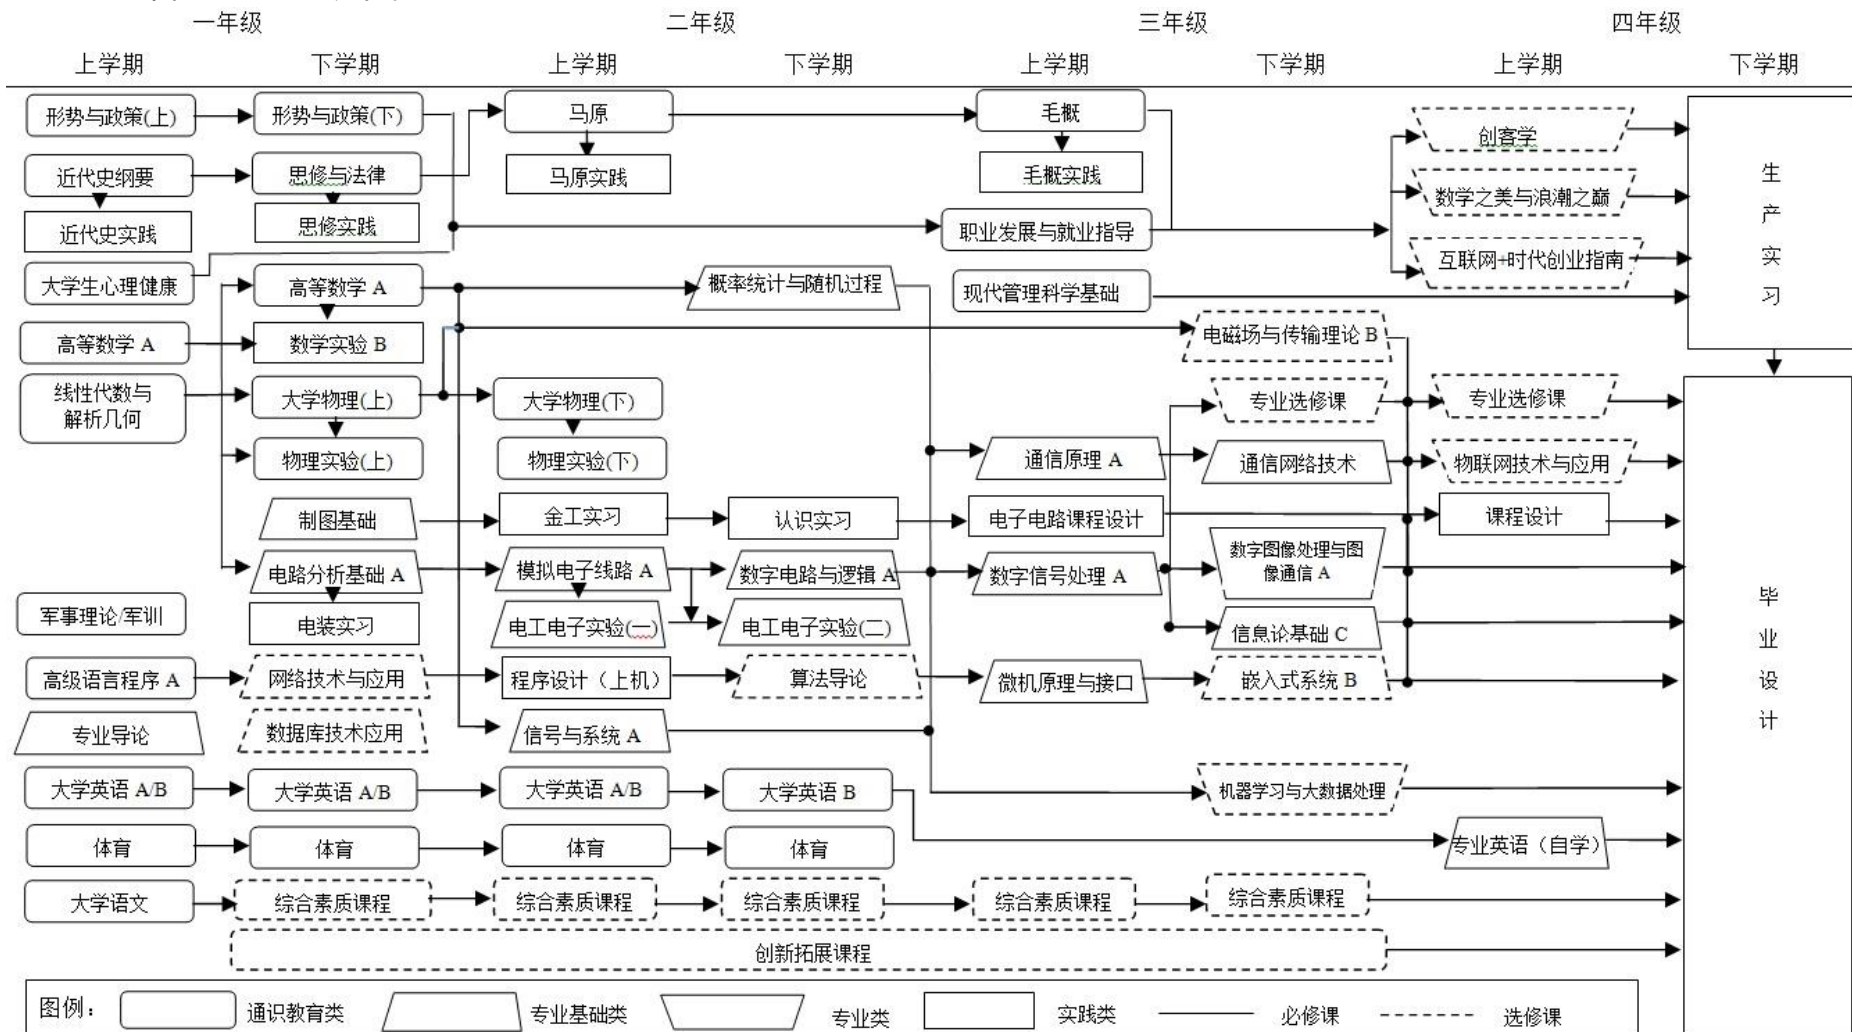 一年级 二年级 三年级 四年级
上学期 下学期 上学期 下学期 上学期 下学期 上学期 下学期
形势与政策(上) 形势与政策(下) 马原 毛概 创客学
近代史纲要 思修与法律 马原实践 毛概实践 数学之美与浪潮之巅
近代史实践 思修实践 职业发展与就业指导 互联网+时代创业指南
大学生心理健康 高等数学 A 概率统计与随机过程 现代管理科学基础
生
产
实
习
高等数学 A 数学实验 B 电磁场与传输理论 B
线性代数与
解析几何
大学物理(上) 大学物理(下) 专业选修课 专业选修课
物理实验(上) 物理实验(下) 通信原理 A 通信网络技术 物联网技术与应用
制图基础 金工实习 认识实习 电子电路课程设计 课程设计
电路分析基础 A 模拟电子线路 A 数字电路与逻辑 A 数字信号处理 A
数字图像处理与图
像通信 A
军事理论/军训 电装实习 电工电子实验(一) 电工电子实验(二) 信息论基础 C
高级语言程序 A 网络技术与应用 程序设计（上机） 算法导论 微机原理与接口 嵌入式系统 B
专业导论 数据库技术应用 信号与系统 A
毕
业
设
计
大学英语 A/B 大学英语 A/B 大学英语 A/B 大学英语 B 机器学习与大数据处理
体育 体育 体育 体育 专业英语（自学）
大学语文 综合素质课程 综合素质课程 综合素质课程 综合素质课程 综合素质课程
创新拓展课程
图例： 通识教育类 专业基础类 专业类 实践类 必修课 选修课